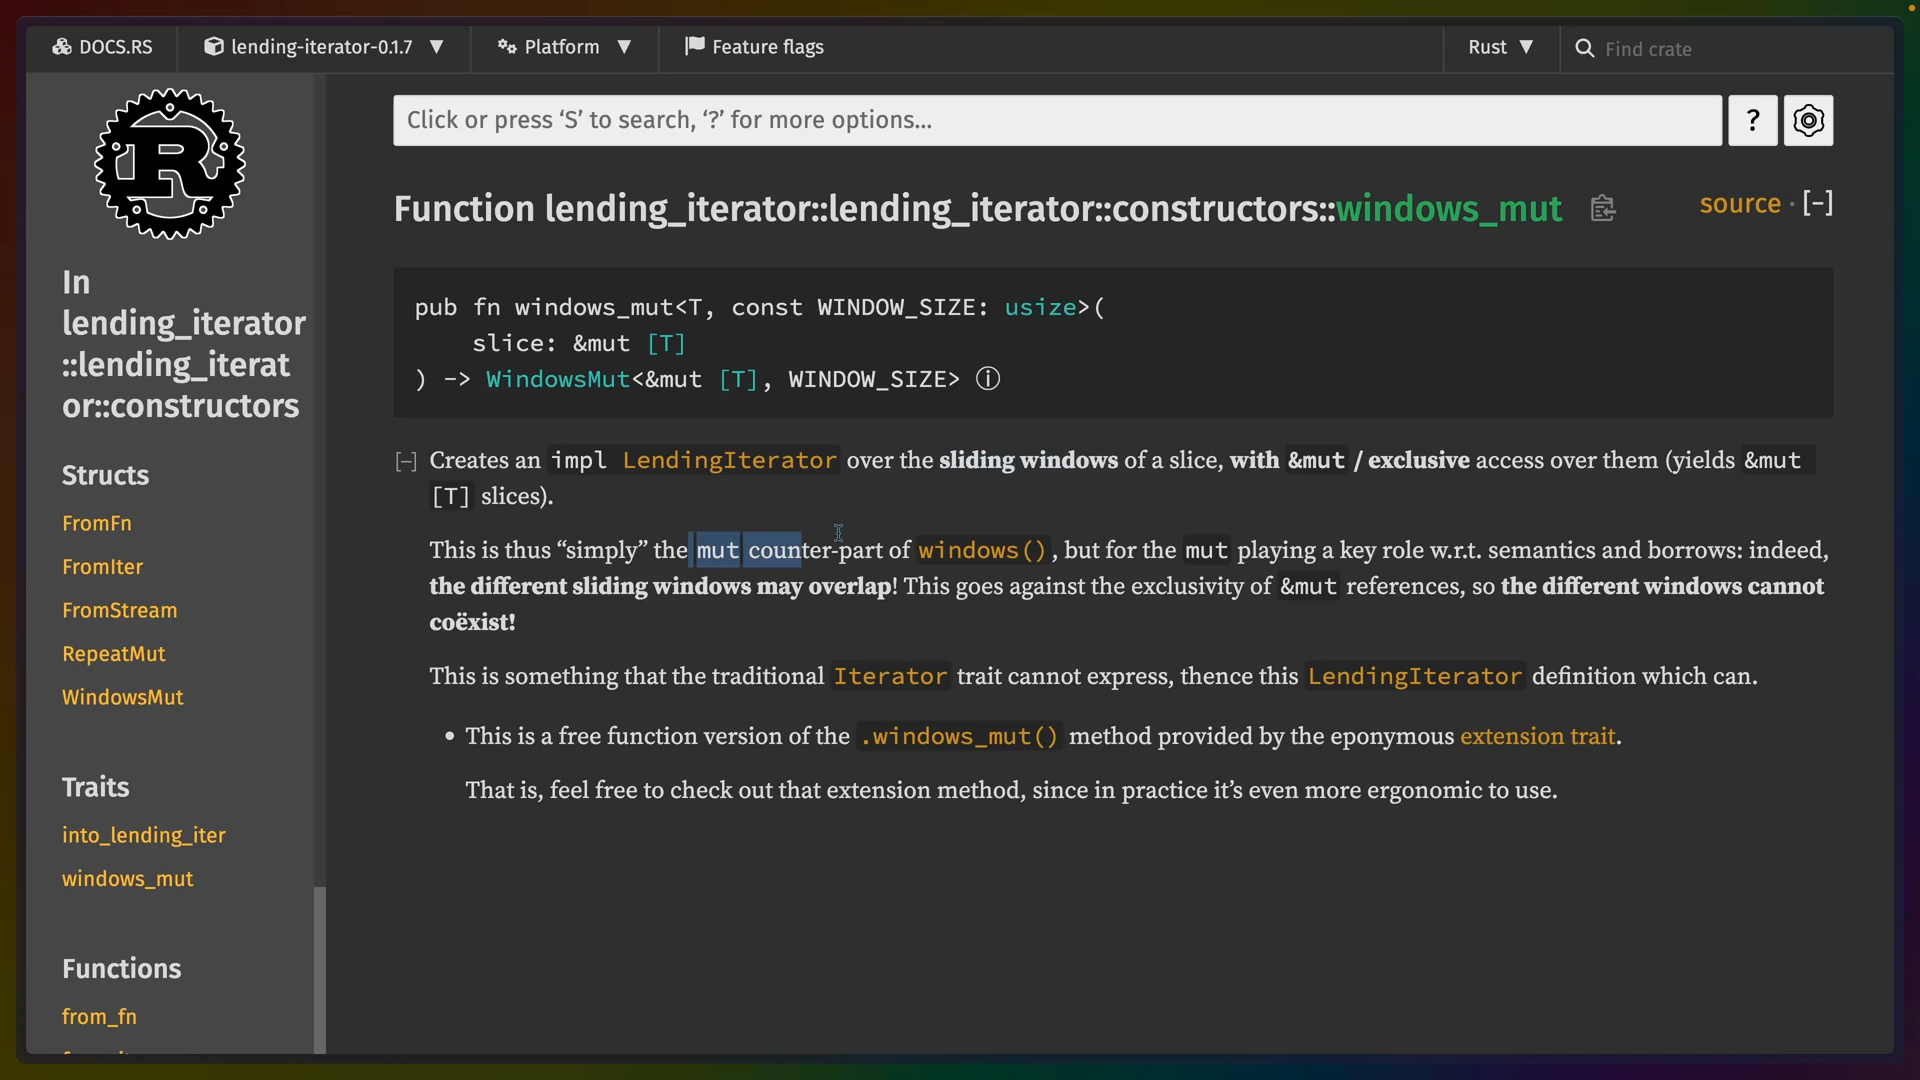 DOCS.RS lending-iterator-0.1.7 ▼ Platform ▼ Feature flags Rust ▼ Find crate
Click or press ‘S’ to search, ‘?’ for more options...
?
R
In
lending_iterator
::lending_iterat
or::constructors
Structs
FromFn
FromIter
FromStream
RepeatMut
WindowsMut
Traits
into_lending_iter
windows_mut
Functions
from_fn
Function lending_iterator::lending_iterator::constructors::windows_mut source · [-]
pub fn windows_mut<T, const WINDOW_SIZE: usize>(
slice: &mut [T]
) -> WindowsMut<&mut [T], WINDOW_SIZE> ⓘ
[-] Creates an impl LendingIterator over the sliding windows of a slice, with &mut / exclusive access over them (yields &mut
[T] slices).
This is thus “simply” the mut counter-part of windows(), but for the mut playing a key role w.r.t. semantics and borrows: indeed,
the different sliding windows may overlap! This goes against the exclusivity of &mut references, so the different windows cannot
coëxist!
This is something that the traditional Iterator trait cannot express, thence this LendingIterator definition which can.
• This is a free function version of the .windows_mut() method provided by the eponymous extension trait.
That is, feel free to check out that extension method, since in practice it’s even more ergonomic to use.